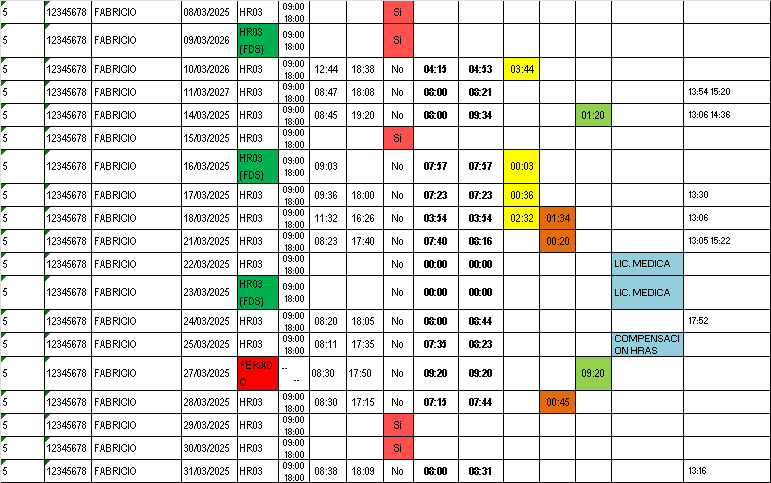 5 12345678 FABRICIO 08/03/2025 HR03 09:00 18:00 Si
5 12345678 FABRICIO 09/03/2026 HR03 (FDS) 09:00 18:00 Si
5 12345678 FABRICIO 10/03/2026 HR03 09:00 18:00 12:44 18:38 No 04:15 04:53 03:44
5 12345678 FABRICIO 11/03/2027 HR03 09:00 18:00 08:47 18:08 No 08:00 08:21 13:54 15:20
5 12345678 FABRICIO 14/03/2025 HR03 09:00 18:00 08:45 19:20 No 08:00 09:34 01:20 13:06 14:36
5 12345678 FABRICIO 15/03/2025 HR03 09:00 18:00 Si
5 12345678 FABRICIO 16/03/2025 HR03 (FDS) 09:00 18:00 09:03 No 07:57 07:57 00:03
5 12345678 FABRICIO 17/03/2025 HR03 09:00 18:00 09:36 18:00 No 07:23 07:23 00:36 13:30
5 12345678 FABRICIO 18/03/2025 HR03 09:00 18:00 11:32 16:26 No 03:54 03:54 02:32 01:34 13:06
5 12345678 FABRICIO 21/03/2025 HR03 09:00 18:00 08:23 17:40 No 07:40 08:16 00:20 13:05 15:22
5 12345678 FABRICIO 22/03/2025 HR03 09:00 18:00 No 00:00 00:00 LIC. MEDICA
5 12345678 FABRICIO 23/03/2025 HR03 (FDS) 09:00 18:00 No 00:00 00:00 LIC. MEDICA
5 12345678 FABRICIO 24/03/2025 HR03 09:00 18:00 08:20 18:05 No 08:00 08:44 17:52
5 12345678 FABRICIO 25/03/2025 HR03 09:00 18:00 08:11 17:35 No 07:35 08:23 COMPENSACI ON HRAS
5 12345678 FABRICIO 27/03/2025 FERIAD O -- -- 08:30 17:50 No 09:20 09:20 09:20
5 12345678 FABRICIO 28/03/2025 HR03 09:00 18:00 08:30 17:15 No 07:15 07:44 00:45
5 12345678 FABRICIO 29/03/2025 HR03 09:00 18:00 Si
5 12345678 FABRICIO 30/03/2025 HR03 09:00 18:00 Si
5 12345678 FABRICIO 31/03/2025 HR03 09:00 18:00 08:38 18:09 No 08:00 08:31 13:16